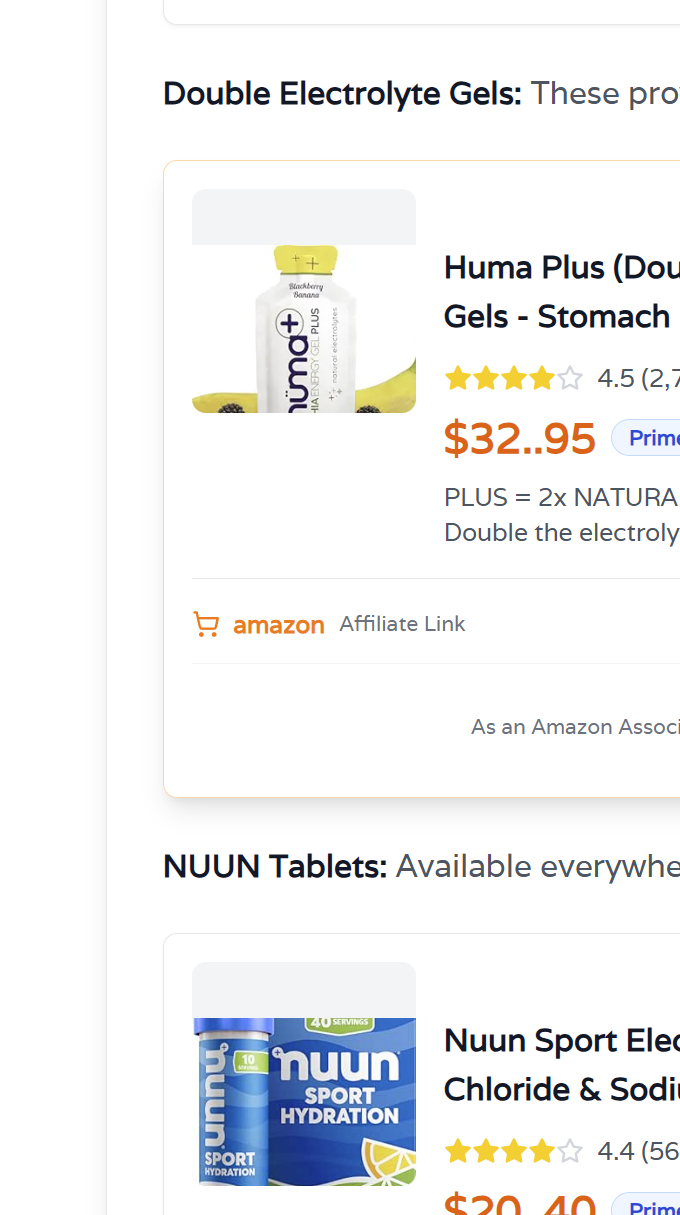 Double Electrolyte Gels: These pro
Blackberry
Banana
hüma+
CHIA ENERGY GEL PLUS
natural electrolytes
Huma Plus (Dou
Gels - Stomach
4.5 (2,7
$32..95
Prime
PLUS = 2x NATURA
Double the electroly
amazon Affiliate Link
As an Amazon Associ
NUUN Tablets: Available everywhe
40 SERVINGS
nuun
10
SERVINGS
nuun
SPORT
HYDRATION
SPORT
HYDRATION
Nuun Sport Elec
Chloride & Sodiu
4.4 (56
$20..40
Prime